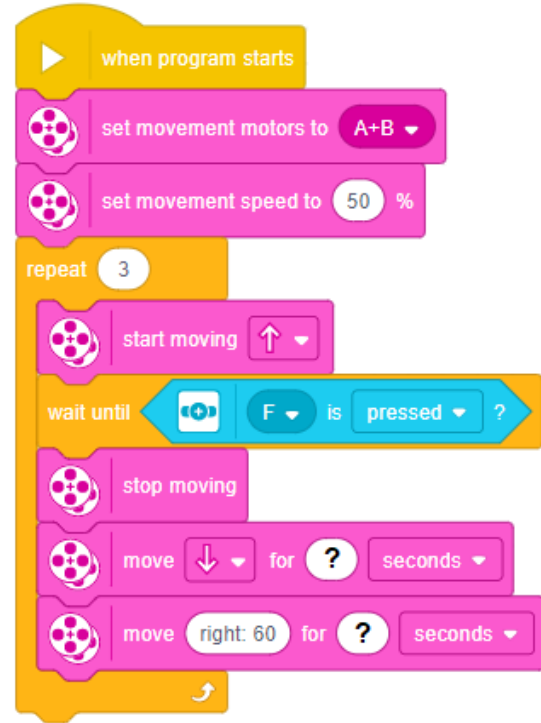 when program starts
set movement motors to A+B
set movement speed to 50 %
repeat 3
start moving
wait until F is pressed ?
stop moving
move for ? seconds
move right: 60 for ? seconds